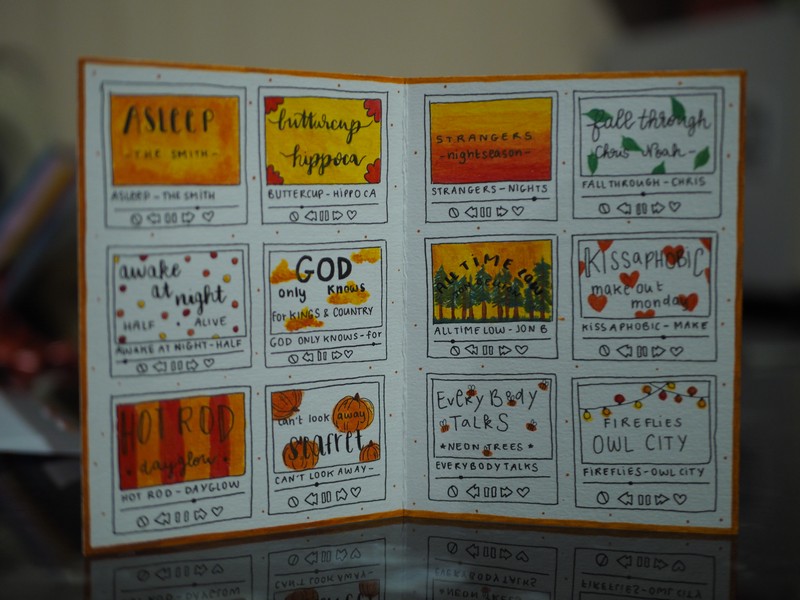 ASLEEP
-THE SMITH-
ASLEEP-THE SMITH
buttercup
hippoca
BUTTERCUP-HIPPO CA
awake
at night
HALF ALIVE
AWAKE AT NIGHT-HALF
GOD
only knows
for KINGS & COUNTRY
GOD ONLY KNOWS-for
HOT ROD
dayglow
HOT ROD-DAYGLOW
can't look away
starret
CAN'T LOOK AWAY-
STRANGERS
-nightseason-
STRANGERS-NIGHTS
fall through
Chris Noah-
FALL THROUGH-CHRIS
ALL TIME LOW
ALL TIME LOW-JON B
KISSAPHOBIC
make out
monday
KISSAPHOBIC-MAKE
EVERYBODY
TALKS
NEON TREES
EVERYBODY TALKS
FIREFLIES
OWL CITY
FIREFLIES-OWL CITY